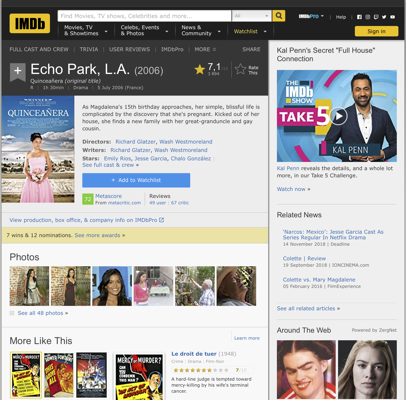 IMDb
Find Movies, TV shows, Celebrities and more...
All
Movies, TV
& Showtimes
Celebs, Events
& Photos
News &
Community
Watchlist
IMDbPro
Help
Sign in
FULL CAST AND CREW | TRIVIA | USER REVIEWS | IMDbPro | MORE
SHARE
Echo Park, L.A. (2006)
Quinceañera (original title)
R | 1h 30min | Drama | 5 July 2006 (France)
7,1
Rate
This
QUINCEAÑERA
As Magdalena's 15th birthday approaches, her simple, blissful life is
complicated by the discovery that she's pregnant. Kicked out of her
house, she finds a new family with her great-granduncle and gay
cousin.
Directors: Richard Glatzer, Wash Westmoreland
Writers: Richard Glatzer, Wash Westmoreland
Stars: Emily Rios, Jesse Garcia, Chalo González |
See full cast & crew »
+ Add to Watchlist
72
Metascore
From metacritic.com
Reviews
49 user | 67 critic
View production, box office, & company info on IMDbPro
7 wins & 12 nominations. See more awards »
Photos
See all 48 photos »
More Like This
Learn more
MERCY OR MURDER?
Le droit de tuer (1948)
Crime | Drama | Film-Noir
A hard-line judge is tempted toward
mercy-killing by his wife's terminal
cancer.
Kal Penn's Secret "Full House"
Connection
THE IMDb SHOW
TAKE 5
KAL PENN
Kal Penn reveals the details, and a whole lot
more, in our Take 5 Challenge.
Watch now »
Related News
'Narcos: Mexico': Jesse Garcia Cast As
Series Regular In Netflix Drama
14 November 2018 | Deadline
Colette | Review
19 September 2018 | IONCINEMA.com
Colette vs. Mary Magdalene
05 February 2016 | FilmExperience
See all related articles »
Around The Web
Powered by ZergNet